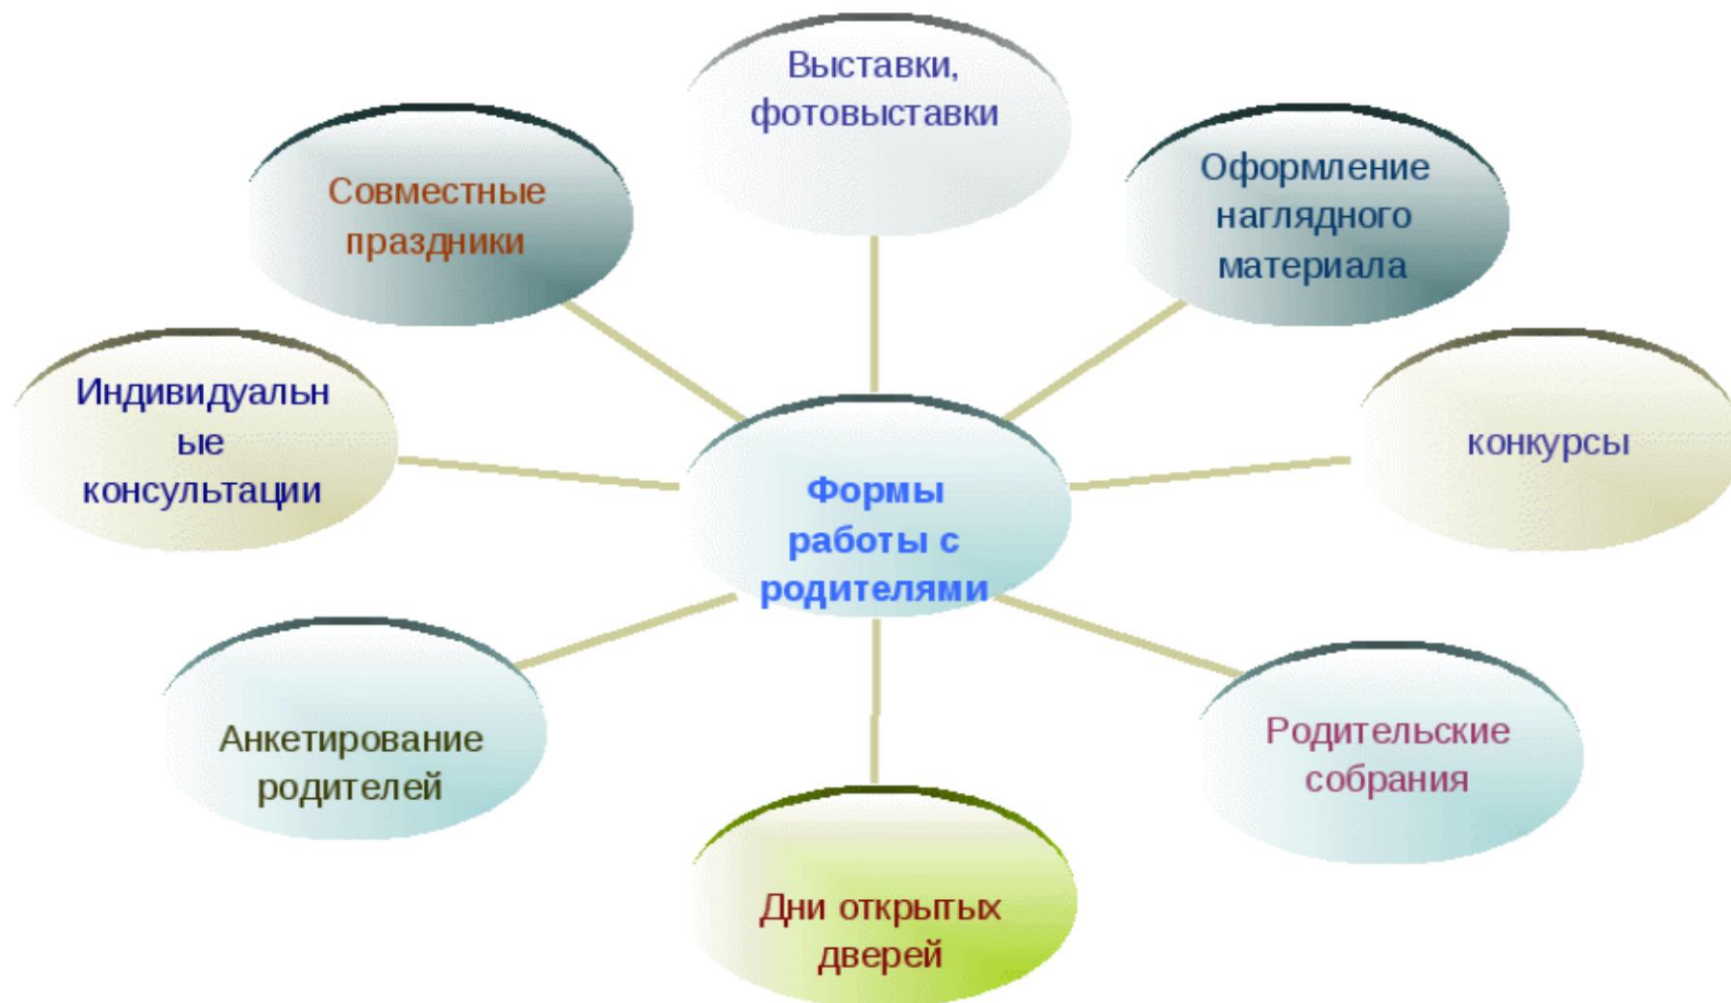 Выставки,
фотовыставки
Совместные
праздники
Оформление
наглядного
материала
Индивидуальн
ые
консультации
конкурсы
Формы
работы с
родителями
Анкетирование
родителей
Родительские
собрания
Дни открытых
дверей